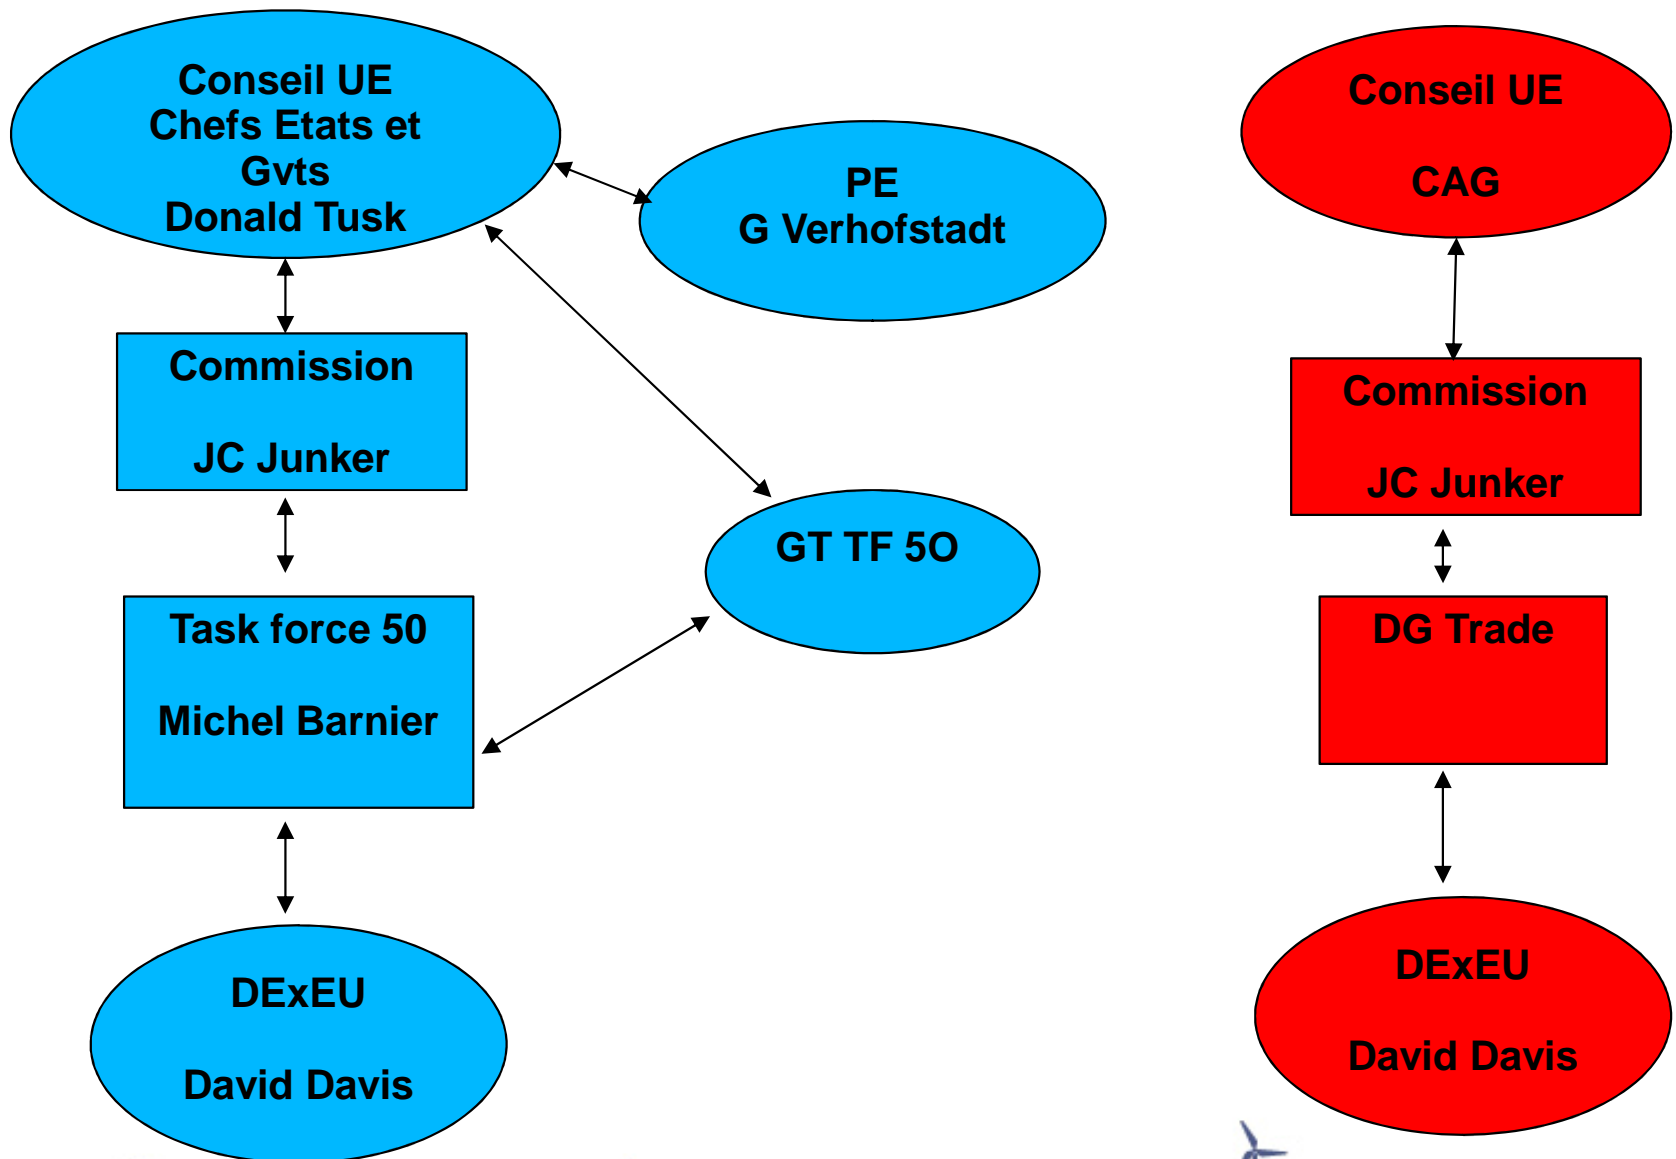 Conseil UE
Chefs Etats et
Gvts
Donald Tusk
PE
G Verhofstadt
Commission
JC Junker
GT TF 5O
Task force 50
Michel Barnier
DExEU
David Davis
Conseil UE
CAG
Commission
JC Junker
DG Trade
DExEU
David Davis